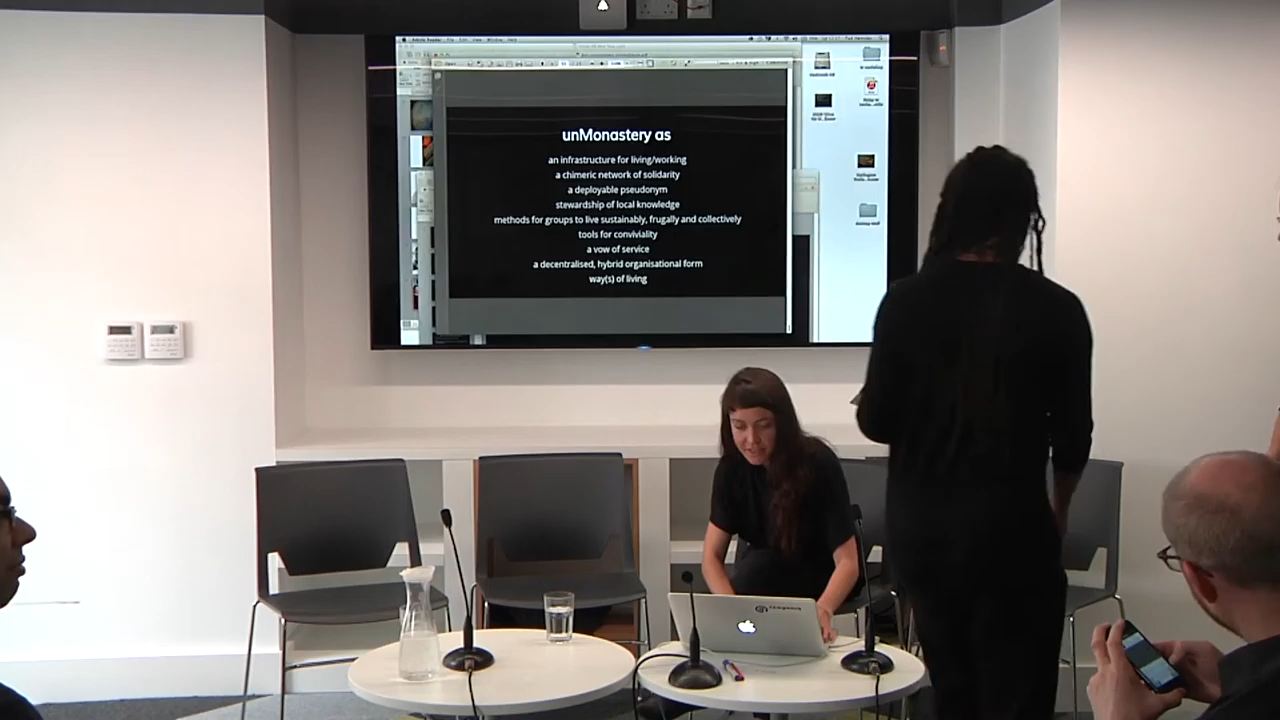 unMonastery as
an infrastructure for living/working
a chimeric network of solidarity
a deployable pseudonym
stewardship of local knowledge
methods for groups to live sustainably, frugally and collectively
tools for conviviality
a vow of service
a decentralised, hybrid organisational form
way(s) of living